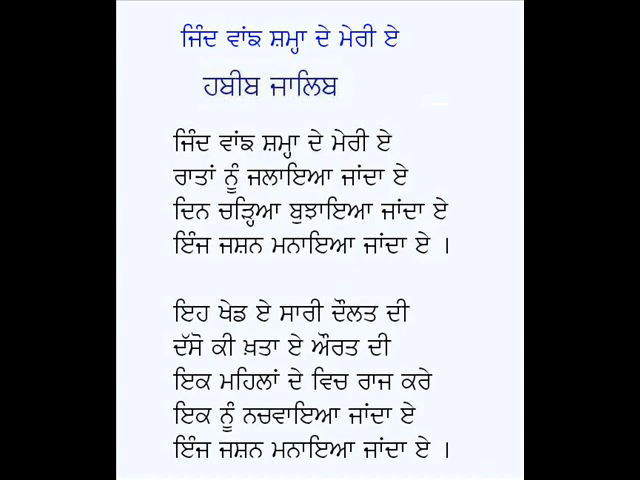 ਜਿੰਦ ਵਾਂਙ ਸ਼ਮ੍ਹਾ ਦੇ ਮੇਰੀ ਏ
ਹਬੀਬ ਜਾਲਿਬ
ਜਿੰਦ ਵਾਂਙ ਸ਼ਮ੍ਹਾ ਦੇ ਮੇਰੀ ਏ
ਰਾਤਾਂ ਨੂੰ ਜਲਾਇਆ ਜਾਂਦਾ ਏ
ਦਿਨ ਚੜ੍ਹਿਆ ਬੁਝਾਇਆ ਜਾਂਦਾ ਏ
ਇੰਜ ਜਸ਼ਨ ਮਨਾਇਆ ਜਾਂਦਾ ਏ ।
ਇਹ ਖੇਡ ਏ ਸਾਰੀ ਦੌਲਤ ਦੀ
ਦੱਸੋ ਕੀ ਖ਼ਤਾ ਏ ਔਰਤ ਦੀ
ਇਕ ਮਹਿਲਾਂ ਦੇ ਵਿਚ ਰਾਜ ਕਰੇ
ਇਕ ਨੂੰ ਨਚਵਾਇਆ ਜਾਂਦਾ ਏ
ਇੰਜ ਜਸ਼ਨ ਮਨਾਇਆ ਜਾਂਦਾ ਏ ।